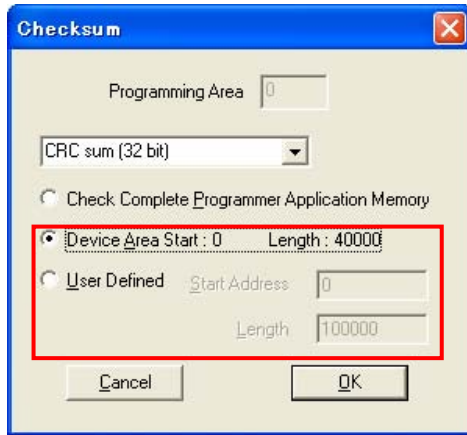 Checksum
Programming Area 0
CRC sum (32 bit)
Check Complete Programmer Application Memory
Device Area Start : 0 Length : 40000
User Defined Start Address 0
Length 100000
Cancel OK